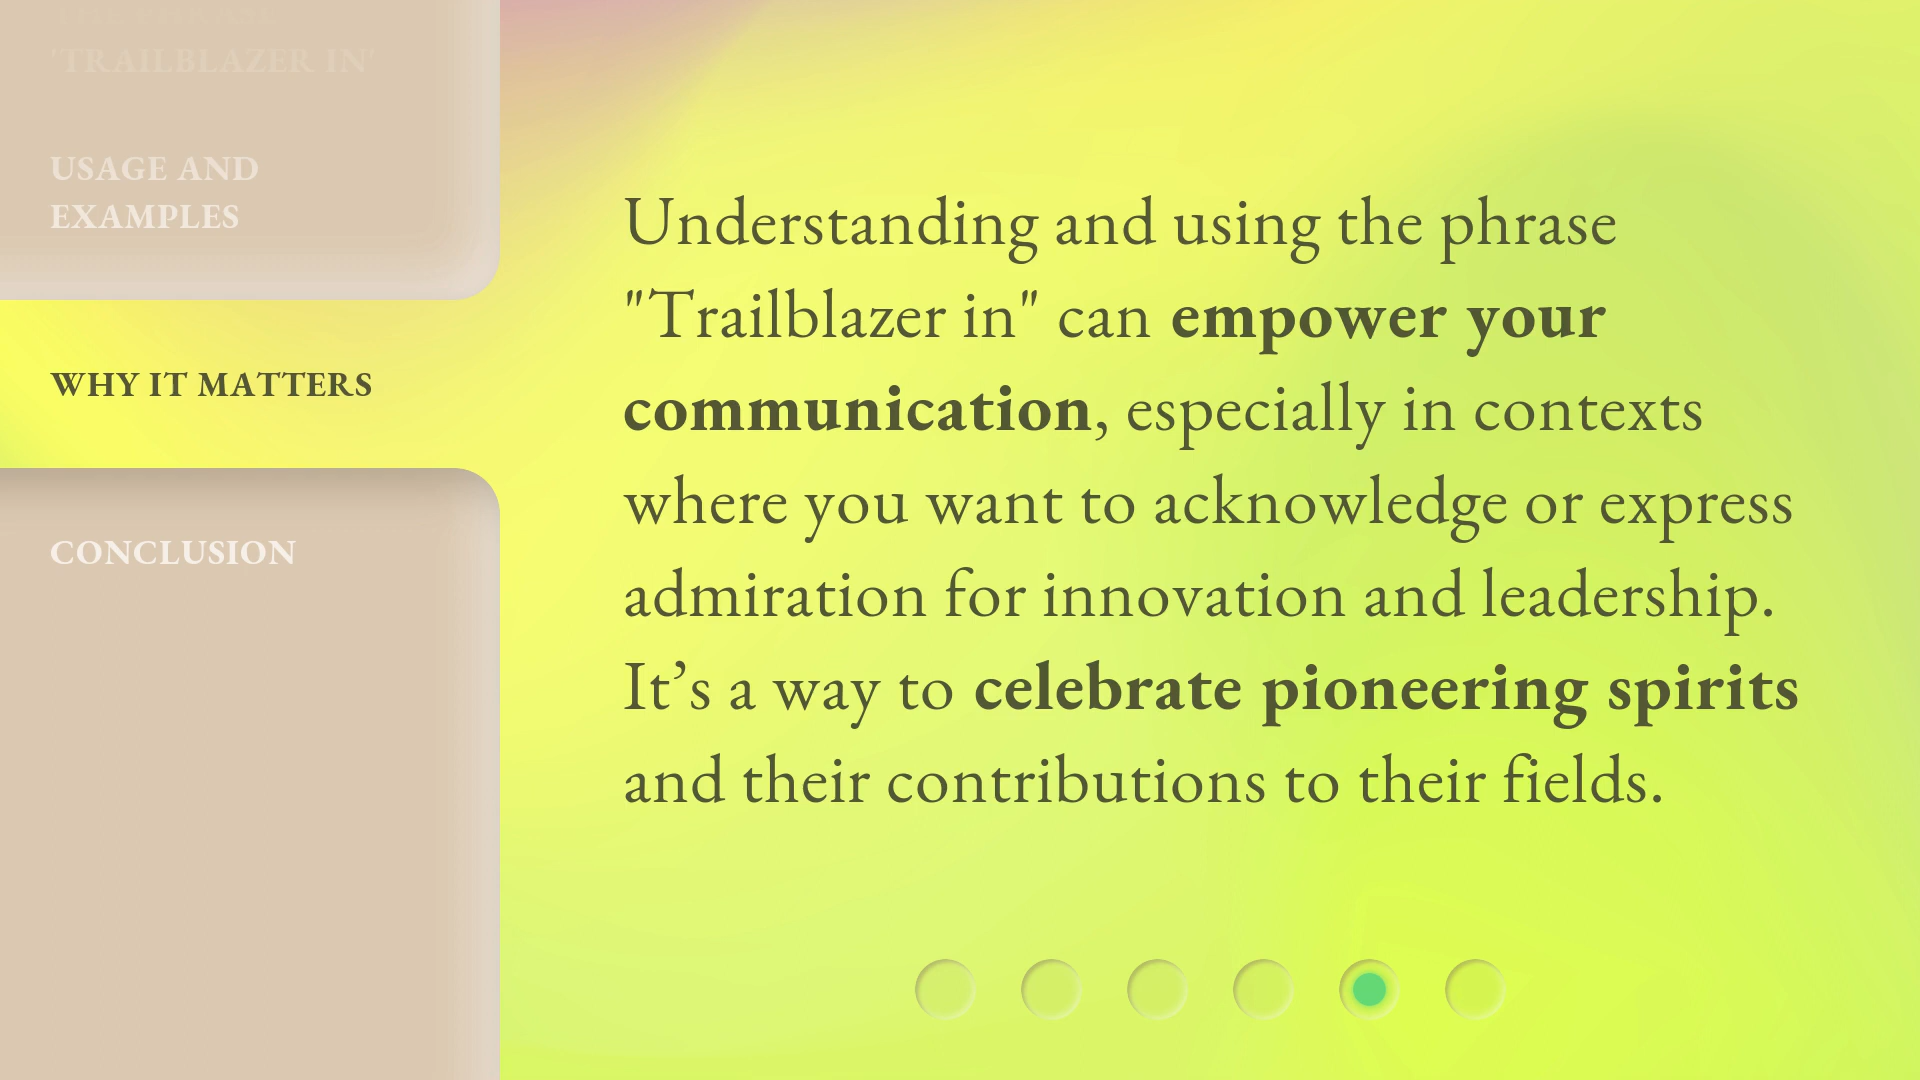 THE PHRASE
'TRAILBLAZER IN'
USAGE AND
EXAMPLES
WHY IT MATTERS
CONCLUSION
Understanding and using the phrase
"Trailblazer in" can empower your
communication, especially in contexts
where you want to acknowledge or express
admiration for innovation and leadership.
It’s a way to celebrate pioneering spirits
and their contributions to their fields.